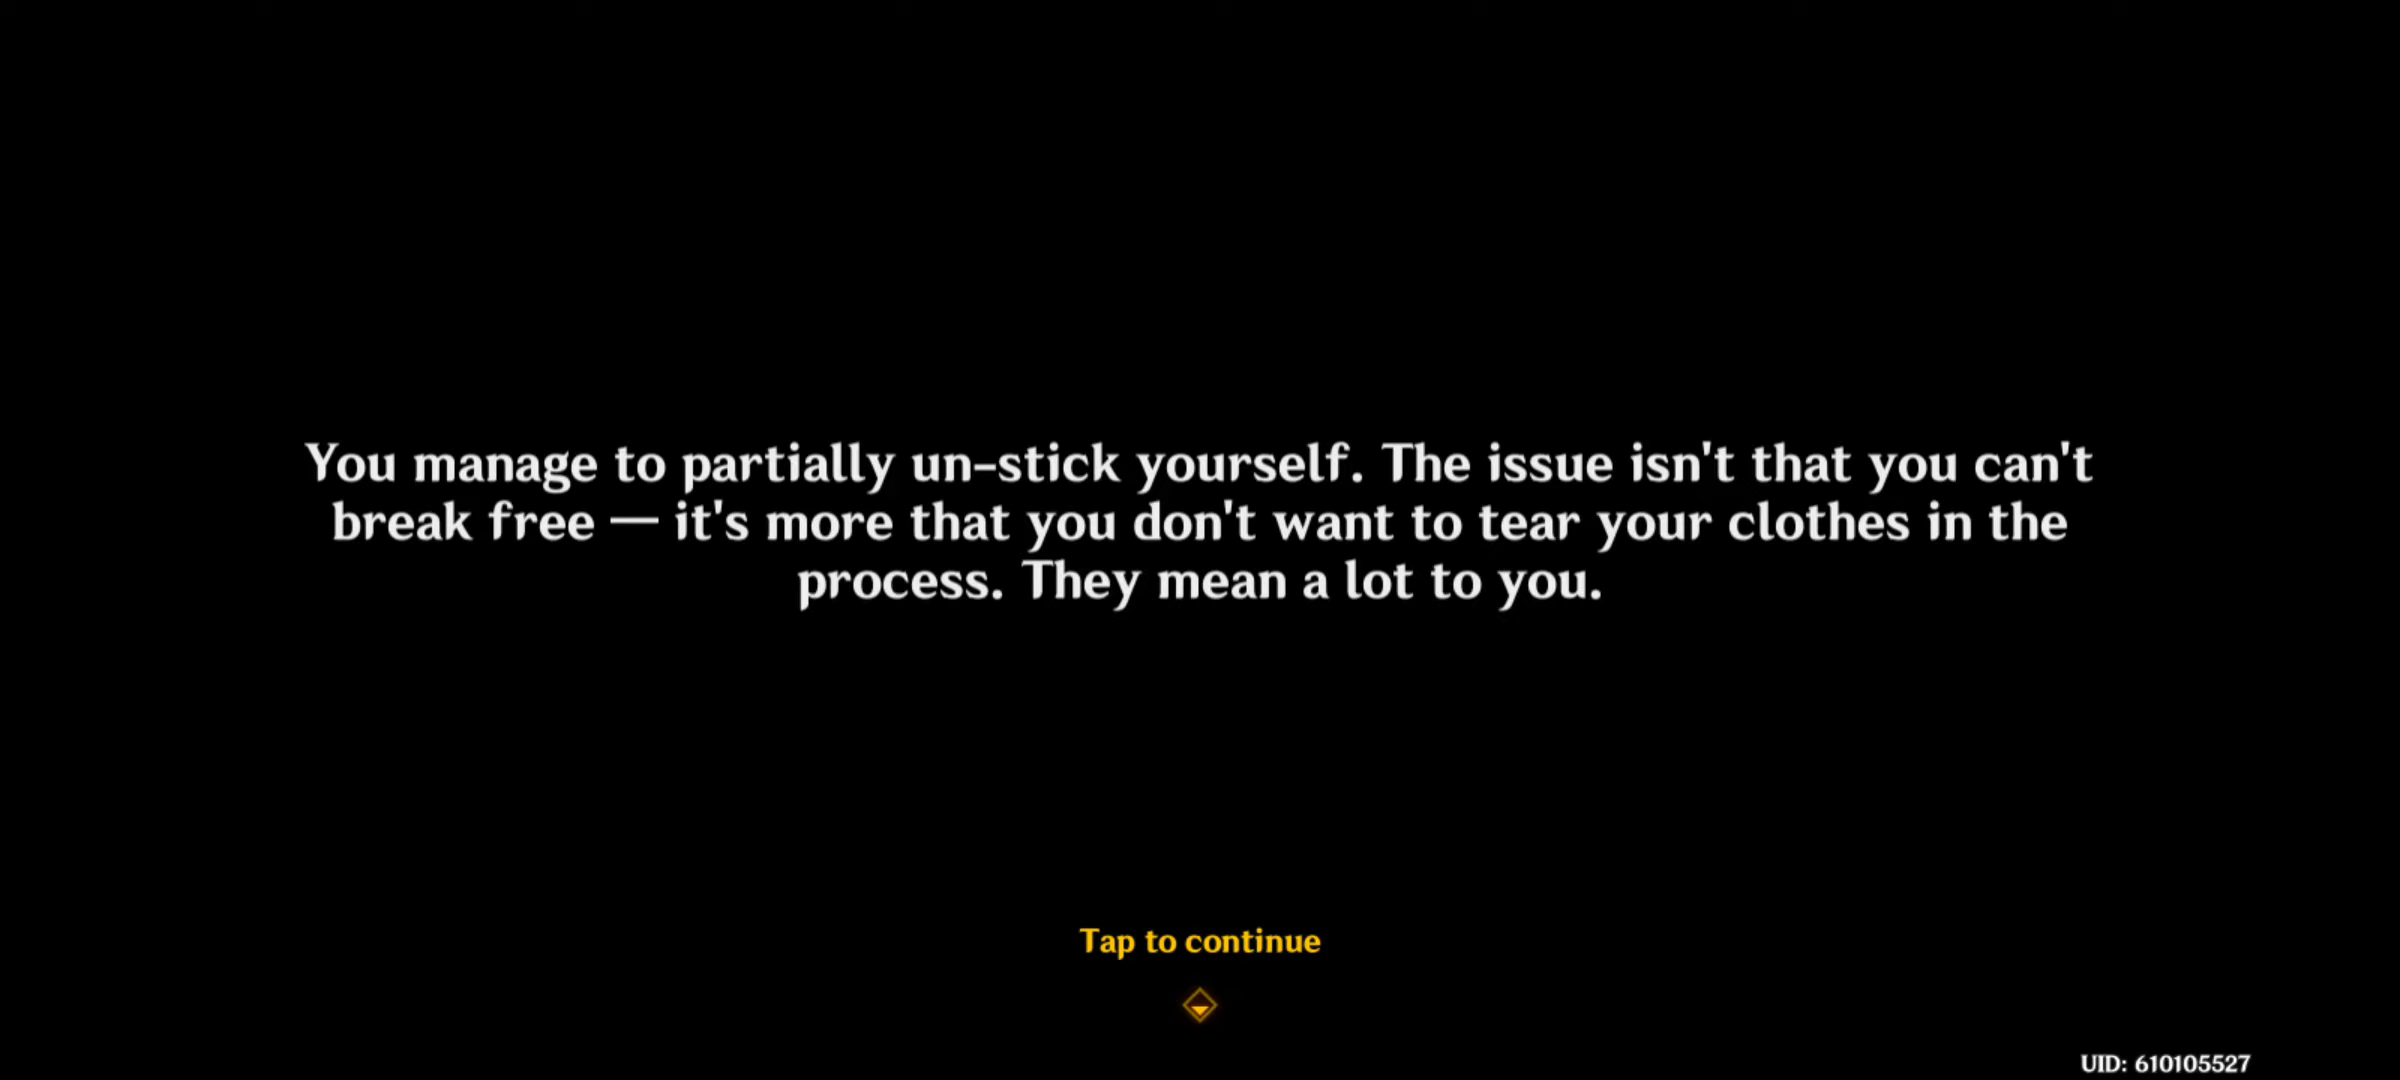 You manage to partially un-stick yourself. The issue isn't that you can't
break free — it's more that you don't want to tear your clothes in the
process. They mean a lot to you.
Tap to continue
UID: 610105527